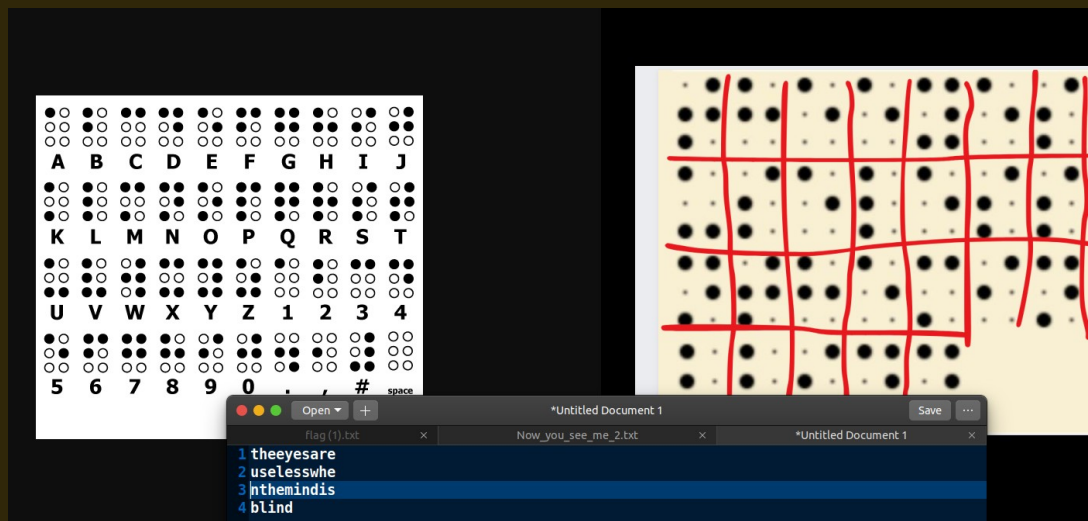 A B C D E F G H I J
K L M N O P Q R S T
U V W X Y Z 1 2 3 4
5 6 7 8 9 0 . , # space
Open + *Untitled Document 1 Save
flag (1).txt Now_you_see_me_2.txt *Untitled Document 1
1 theeyesare
2 uselesswhe
3 nthemindis
4 blind